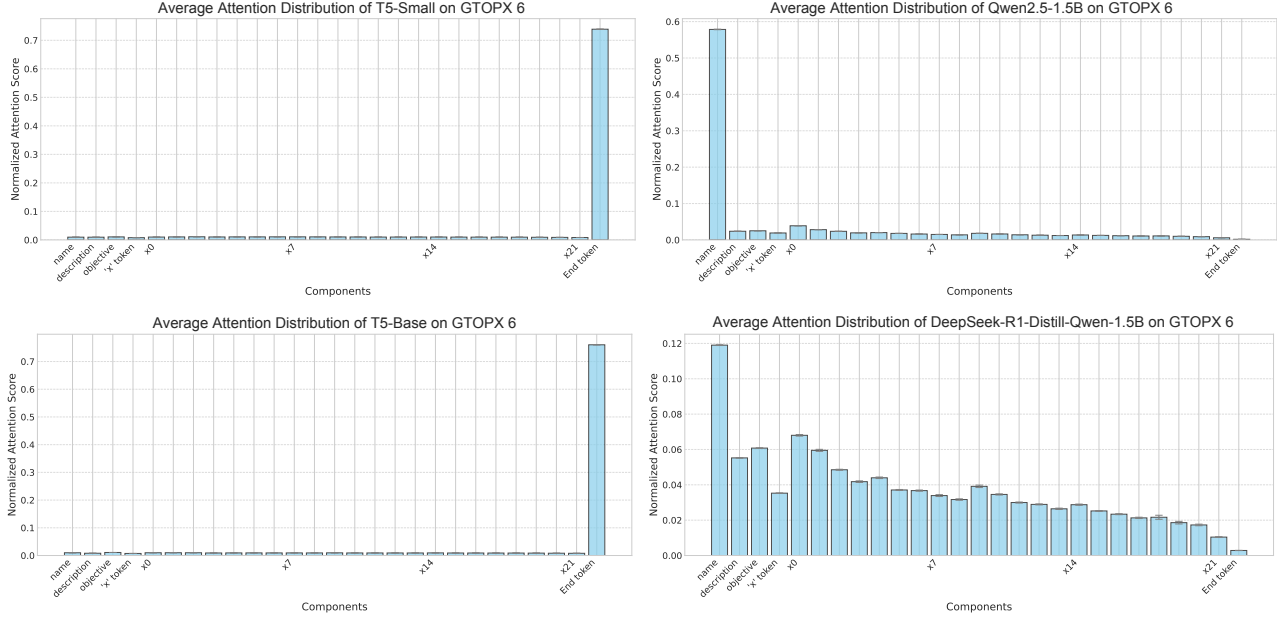 Average Attention Distribution of T5-Small on GTOPX 6
Normalized Attention Score
0.7
0.6
0.5
0.4
0.3
0.2
0.1
0.0
name
description
objective
'x' token
x0
x7
x14
x21
End token
Components
Average Attention Distribution of Qwen2.5-1.5B on GTOPX 6
Normalized Attention Score
0.6
0.5
0.4
0.3
0.2
0.1
0.0
name
description
objective
'x' token
x0
x7
x14
x21
End token
Components
Average Attention Distribution of T5-Base on GTOPX 6
Normalized Attention Score
0.7
0.6
0.5
0.4
0.3
0.2
0.1
0.0
name
description
objective
'x' token
x0
x7
x14
x21
End token
Components
Average Attention Distribution of DeepSeek-R1-Distill-Qwen-1.5B on GTOPX 6
Normalized Attention Score
0.12
0.10
0.08
0.06
0.04
0.02
0.00
name
description
objective
'x' token
x0
x7
x14
x21
End token
Components